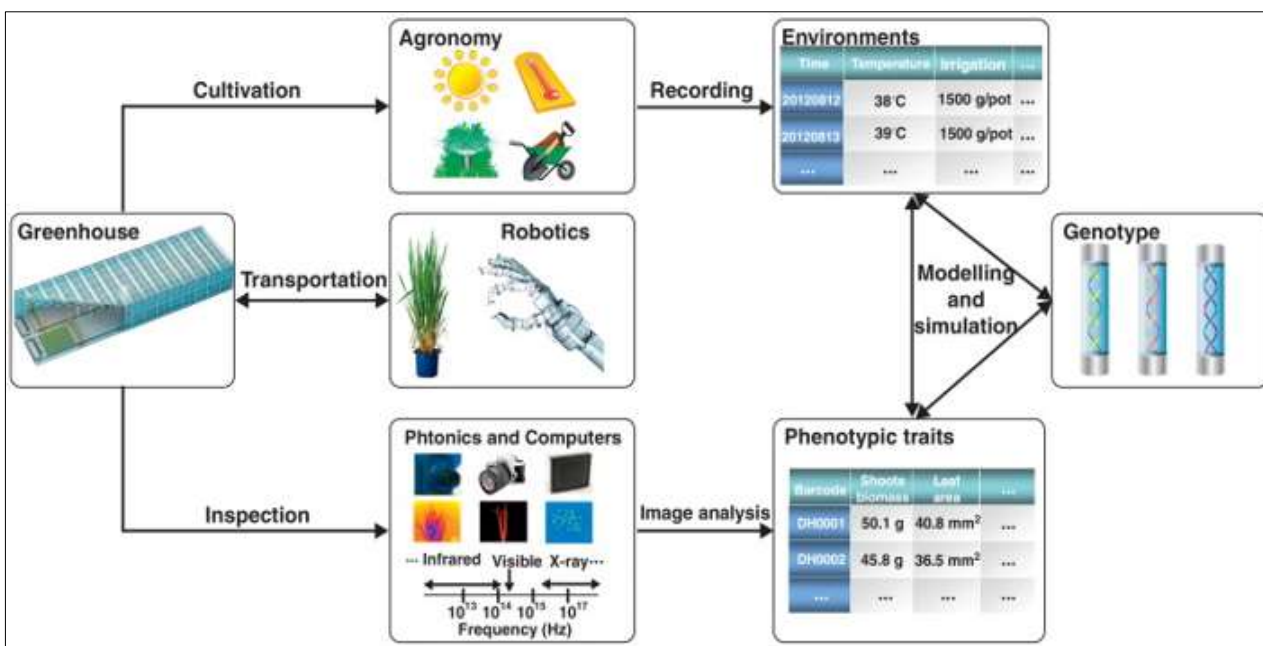 Agronomy
Environments
Time Temperature Irrigation ...
20120812 38°C 1500 g/pot ...
20120813 39°C 1500 g/pot ...
... ... ... ...
Cultivation
Recording
Greenhouse
Transportation
Robotics
Modelling
and
simulation
Genotype
Phtonics and Computers
Inspection
Image analysis
... Infrared Visible X-ray...
10¹³ 10¹⁴ 10¹⁵ 10¹⁷
Frequency (Hz)
Phenotypic traits
Barcode Shoots biomass Leaf area ...
DH0001 50.1 g 40.8 mm² ...
DH0002 45.8 g 36.5 mm² ...
... ... ... ...